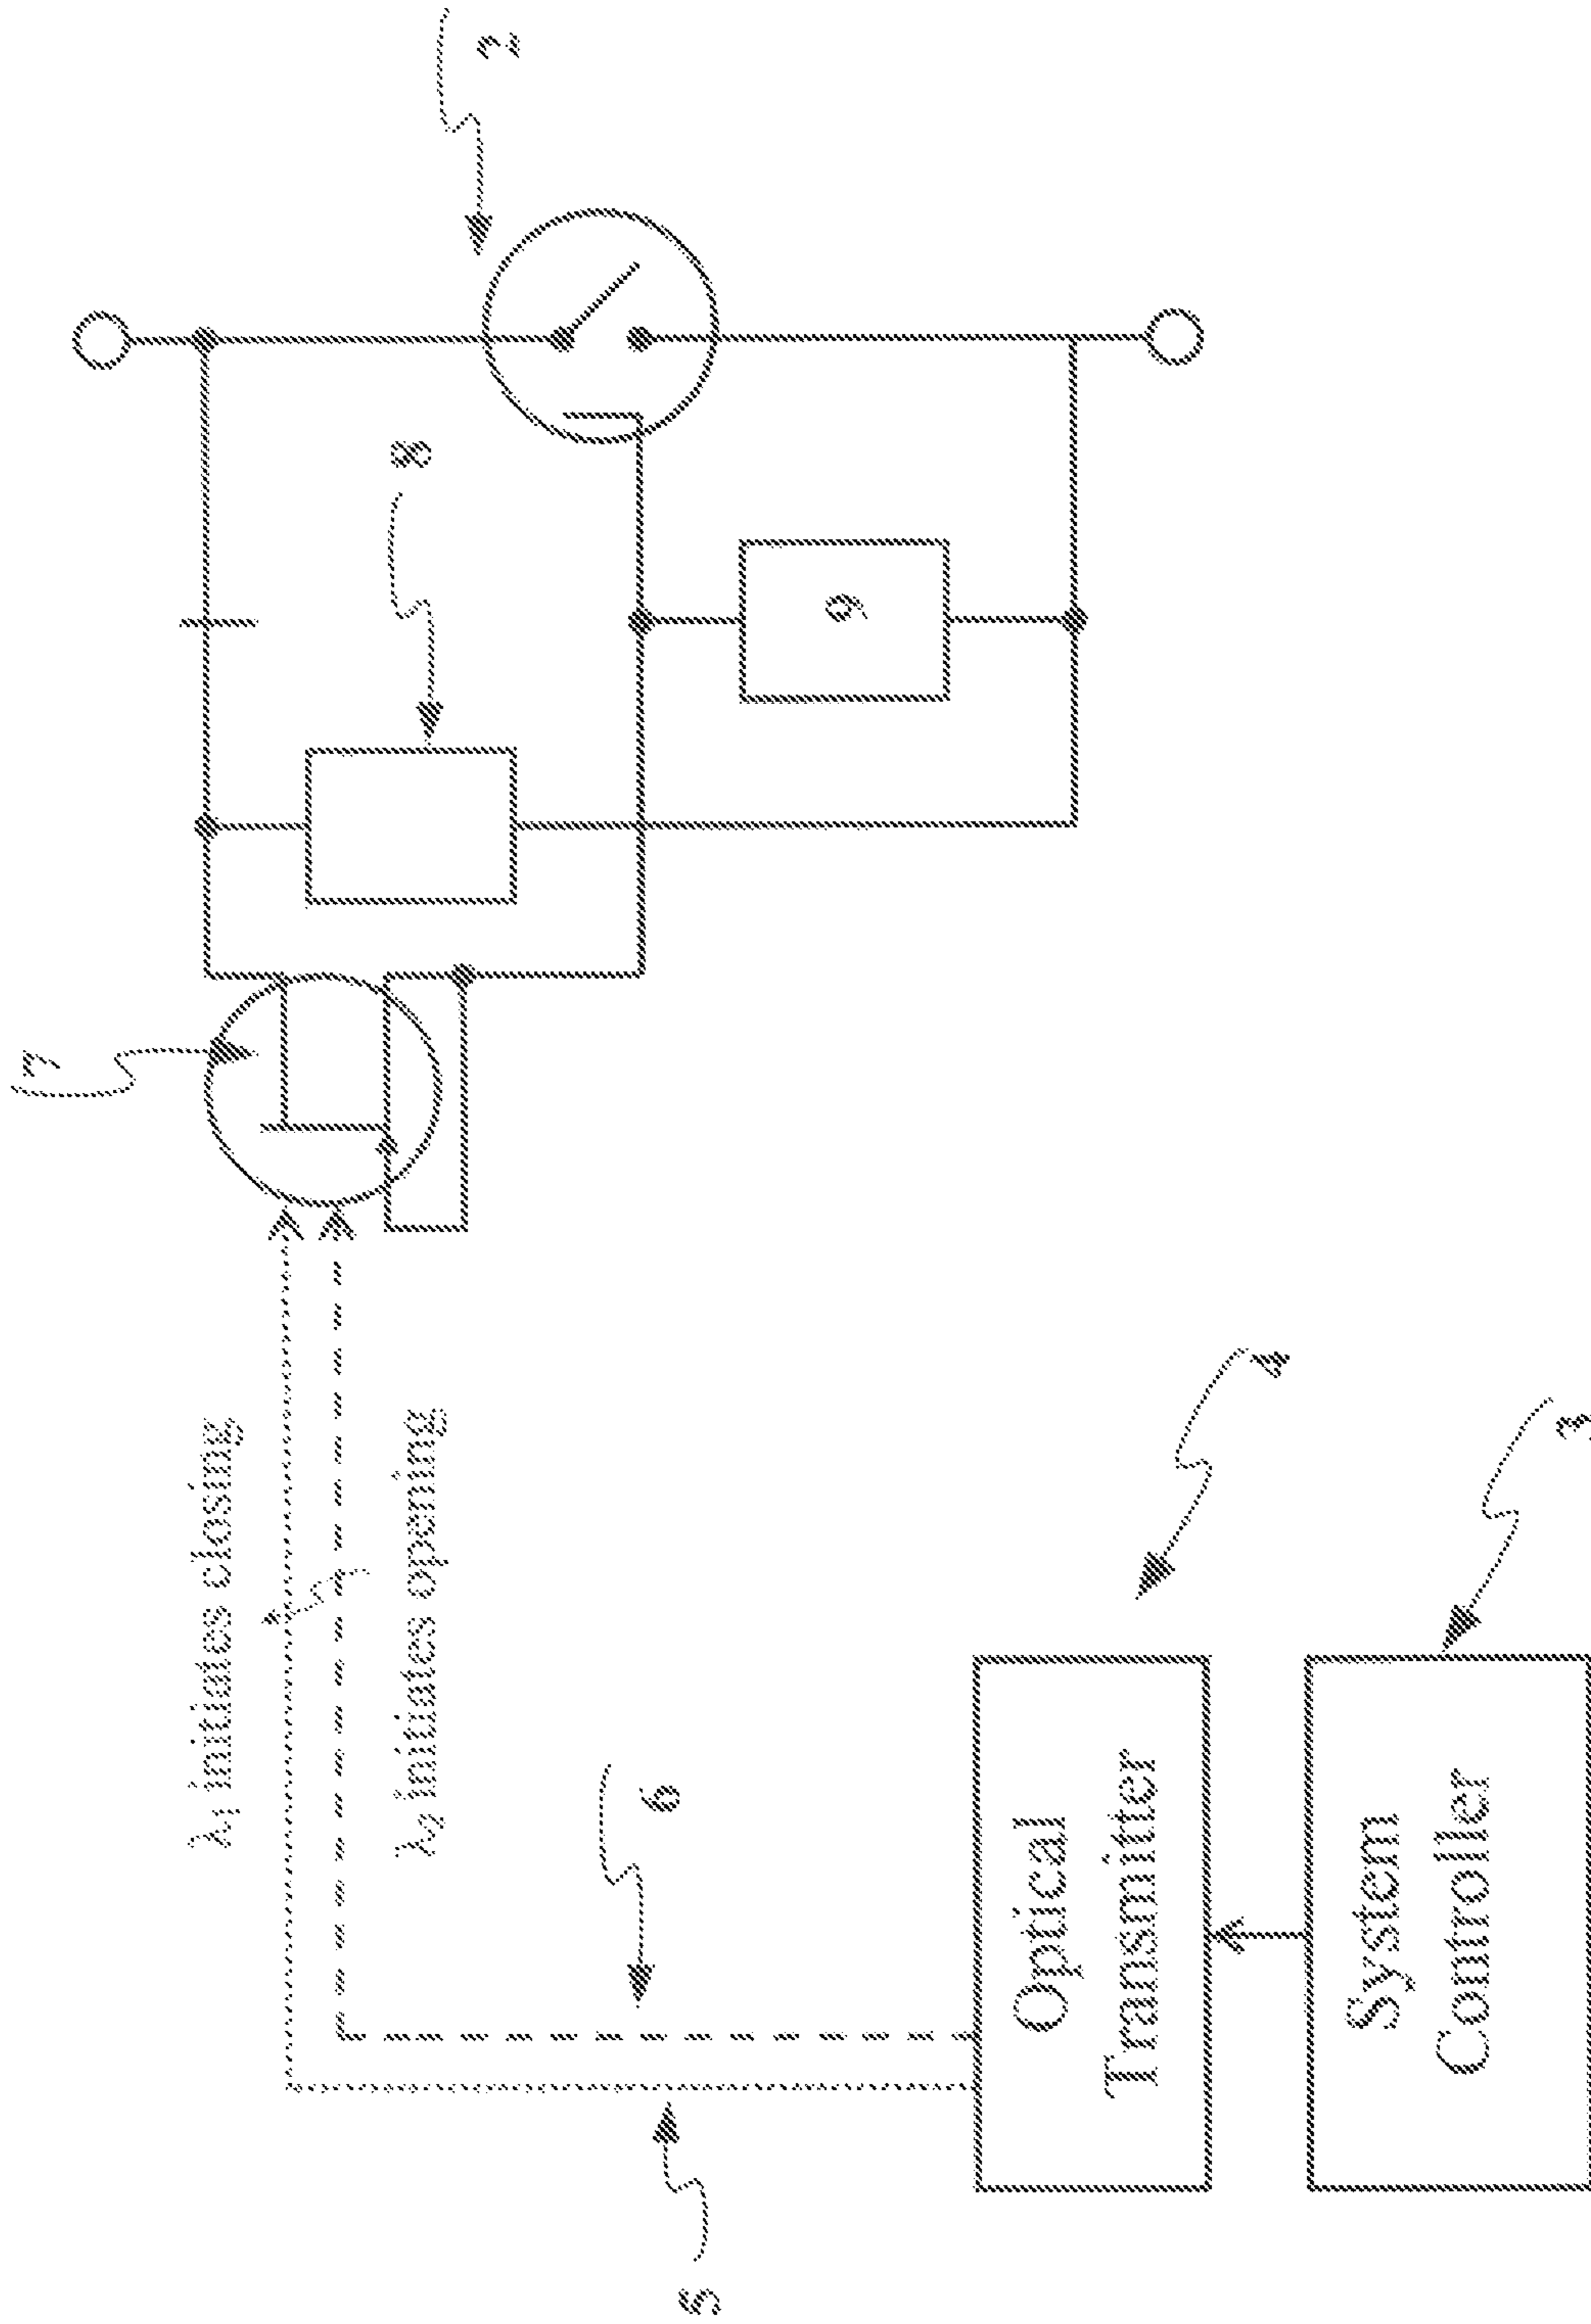 2
8
9
7
λ₁ initiates closing
λ₂ initiates opening
4
3
6
5
Optical
Transmitter
System
Controller